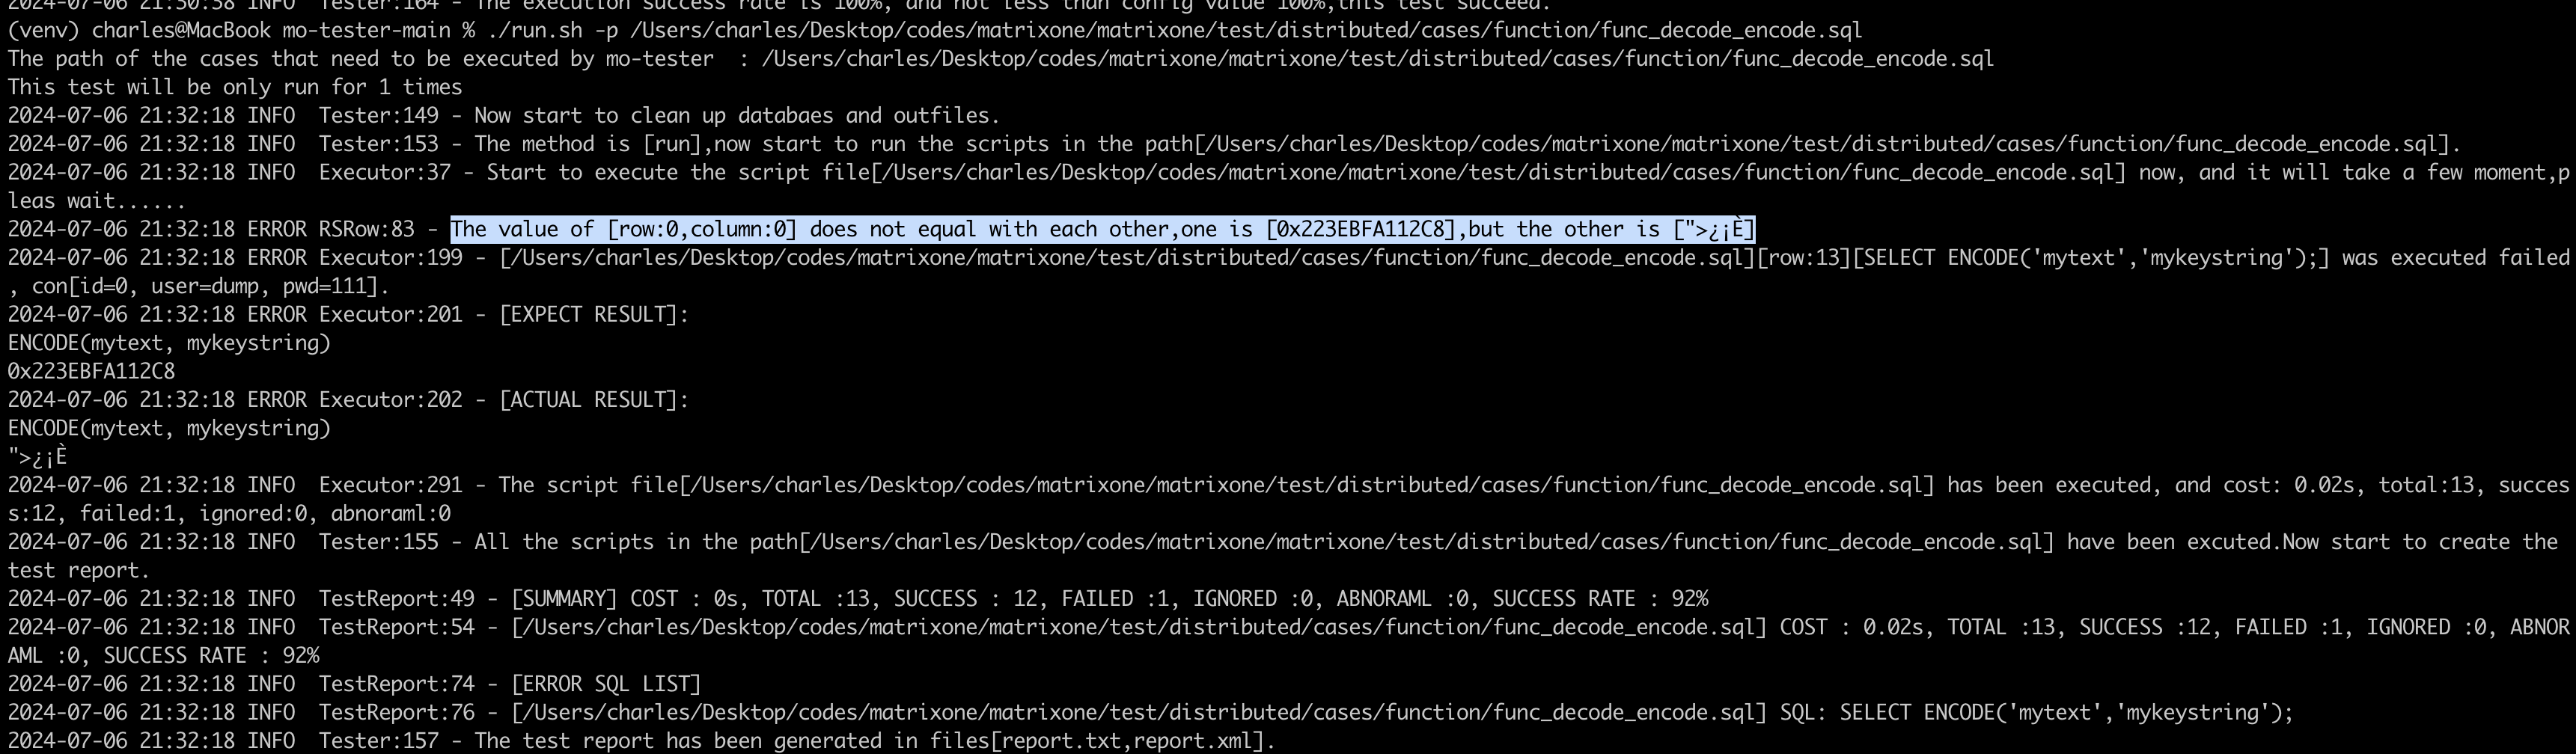 2024-07-06 21:30:38 INFO  Tester:164 - The execution success rate is 100%, and not less than config value 100%,this test succeed.
(venv) charles@MacBook mo-tester-main % ./run.sh -p /Users/charles/Desktop/codes/matrixone/matrixone/test/distributed/cases/function/func_decode_encode.sql
The path of the cases that need to be executed by mo-tester  : /Users/charles/Desktop/codes/matrixone/matrixone/test/distributed/cases/function/func_decode_encode.sql
This test will be only run for 1 times
2024-07-06 21:32:18 INFO  Tester:149 - Now start to clean up databaes and outfiles.
2024-07-06 21:32:18 INFO  Tester:153 - The method is [run],now start to run the scripts in the path[/Users/charles/Desktop/codes/matrixone/matrixone/test/distributed/cases/function/func_decode_encode.sql].
2024-07-06 21:32:18 INFO  Executor:37 - Start to execute the script file[/Users/charles/Desktop/codes/matrixone/matrixone/test/distributed/cases/function/func_decode_encode.sql] now, and it will take a few moment,p
leas wait......
2024-07-06 21:32:18 ERROR RSRow:83 - The value of [row:0,column:0] does not equal with each other,one is [0x223EBFA112C8],but the other is [">¿¡È]
2024-07-06 21:32:18 ERROR Executor:199 - [/Users/charles/Desktop/codes/matrixone/matrixone/test/distributed/cases/function/func_decode_encode.sql][row:13][SELECT ENCODE('mytext','mykeystring');] was executed failed
, con[id=0, user=dump, pwd=111].
2024-07-06 21:32:18 ERROR Executor:201 - [EXPECT RESULT]:
ENCODE(mytext, mykeystring)
0x223EBFA112C8
2024-07-06 21:32:18 ERROR Executor:202 - [ACTUAL RESULT]:
ENCODE(mytext, mykeystring)
">¿¡È
2024-07-06 21:32:18 INFO  Executor:291 - The script file[/Users/charles/Desktop/codes/matrixone/matrixone/test/distributed/cases/function/func_decode_encode.sql] has been executed, and cost: 0.02s, total:13, succes
s:12, failed:1, ignored:0, abnoraml:0
2024-07-06 21:32:18 INFO  Tester:155 - All the scripts in the path[/Users/charles/Desktop/codes/matrixone/matrixone/test/distributed/cases/function/func_decode_encode.sql] have been excuted.Now start to create the
test report.
2024-07-06 21:32:18 INFO  TestReport:49 - [SUMMARY] COST : 0s, TOTAL :13, SUCCESS : 12, FAILED :1, IGNORED :0, ABNORAML :0, SUCCESS RATE : 92%
2024-07-06 21:32:18 INFO  TestReport:54 - [/Users/charles/Desktop/codes/matrixone/matrixone/test/distributed/cases/function/func_decode_encode.sql] COST : 0.02s, TOTAL :13, SUCCESS :12, FAILED :1, IGNORED :0, ABNOR
AML :0, SUCCESS RATE : 92%
2024-07-06 21:32:18 INFO  TestReport:74 - [ERROR SQL LIST]
2024-07-06 21:32:18 INFO  TestReport:76 - [/Users/charles/Desktop/codes/matrixone/matrixone/test/distributed/cases/function/func_decode_encode.sql] SQL: SELECT ENCODE('mytext','mykeystring');
2024-07-06 21:32:18 INFO  Tester:157 - The test report has been generated in files[report.txt,report.xml].